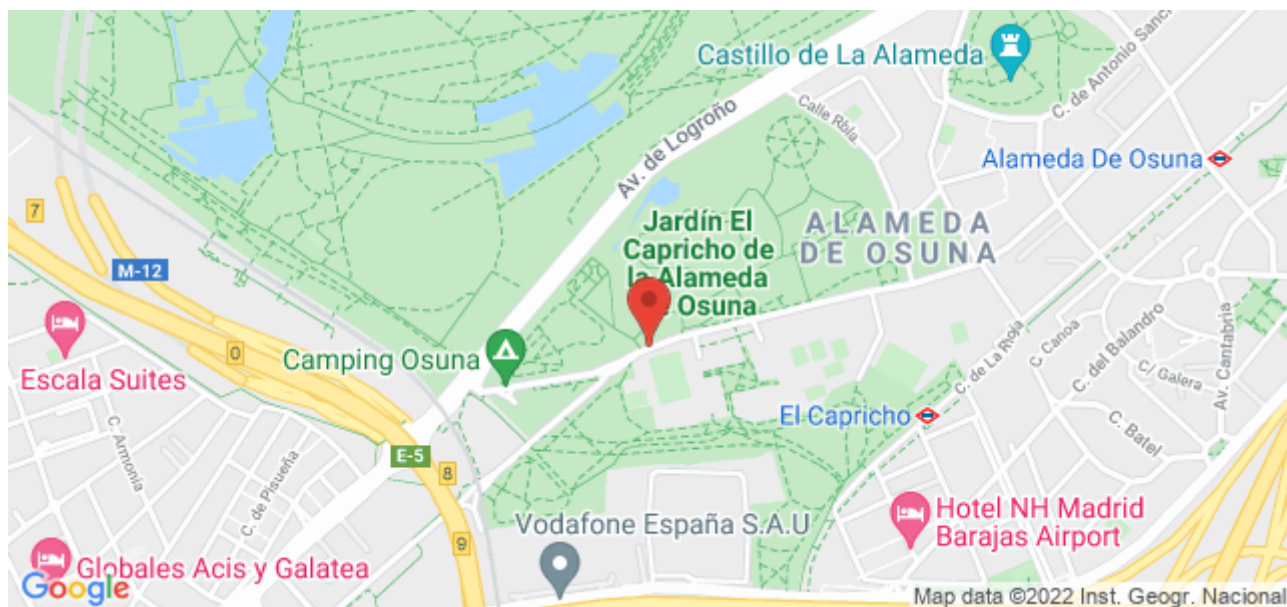 Castillo de La Alameda
C. de Antonio Sanch
Calle Rbla.
Av. de Logroño
Alameda De Osuna
7
Jardín El
Capricho de
la Alameda
e Osuna
ALAMEDA
DE OSUNA
M-12
0
Camping Osuna
Escala Suites
C. Armonía
C. de Pisueña
E-5
8
9
C. de La Rioja
C. Canoa
C. del Balandro
C/ Galera
Av. Cantabria
C. Batel
El Capricho
Vodafone España S.A.U
Hotel NH Madrid
Barajas Airport
Globales Acis y Galatea
Google
Map data ©2022 Inst. Geogr. Nacional